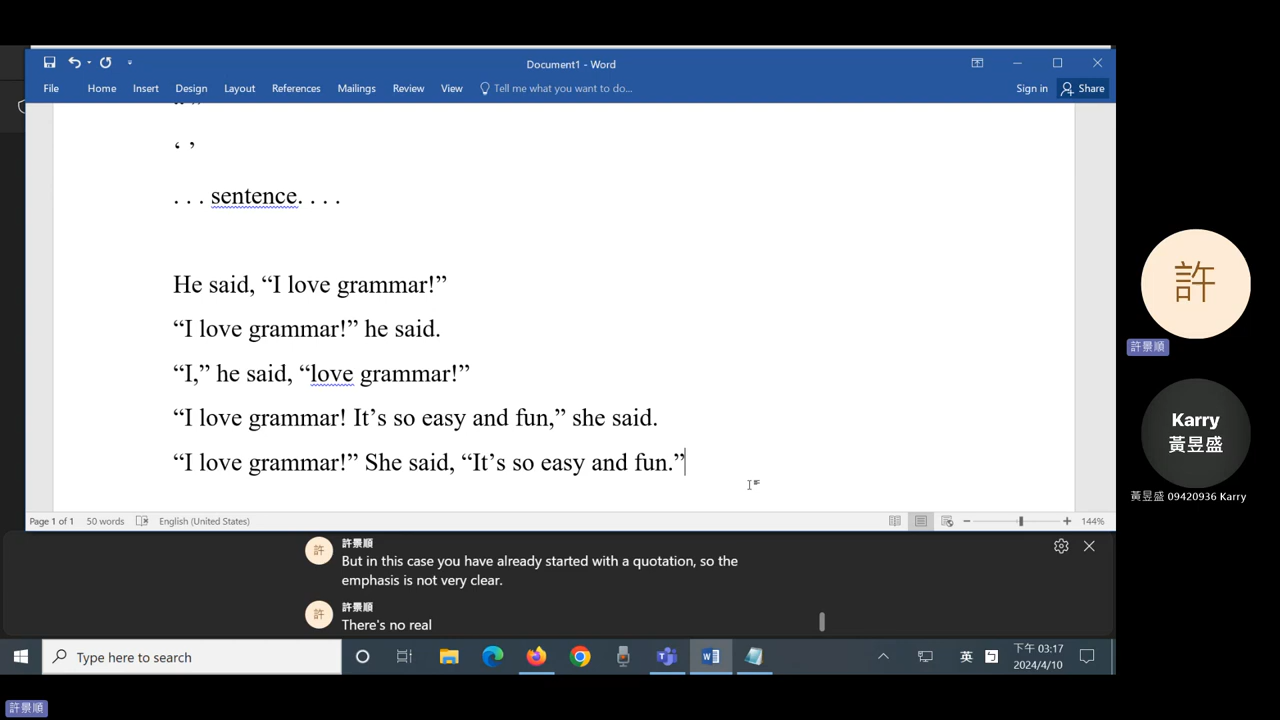 Document1 - Word
File Home Insert Design Layout References Mailings Review View Tell me what you want to do... Sign in Share
“ ”
‘ ’
. . . sentence. . . .
He said, “I love grammar!”
“I love grammar!” he said.
“I,” he said, “love grammar!”
“I love grammar! It’s so easy and fun,” she said.
“I love grammar!” She said, “It’s so easy and fun.”
Page 1 of 1 50 words English (United States) 144%
許
許景順
Karry
黃昱盛
黃昱盛 09420936 Karry
許 許景順
But in this case you have already started with a quotation, so the
emphasis is not very clear.
許 許景順
There's no real
Type here to search
英
下午 03:17
2024/4/10
許景順